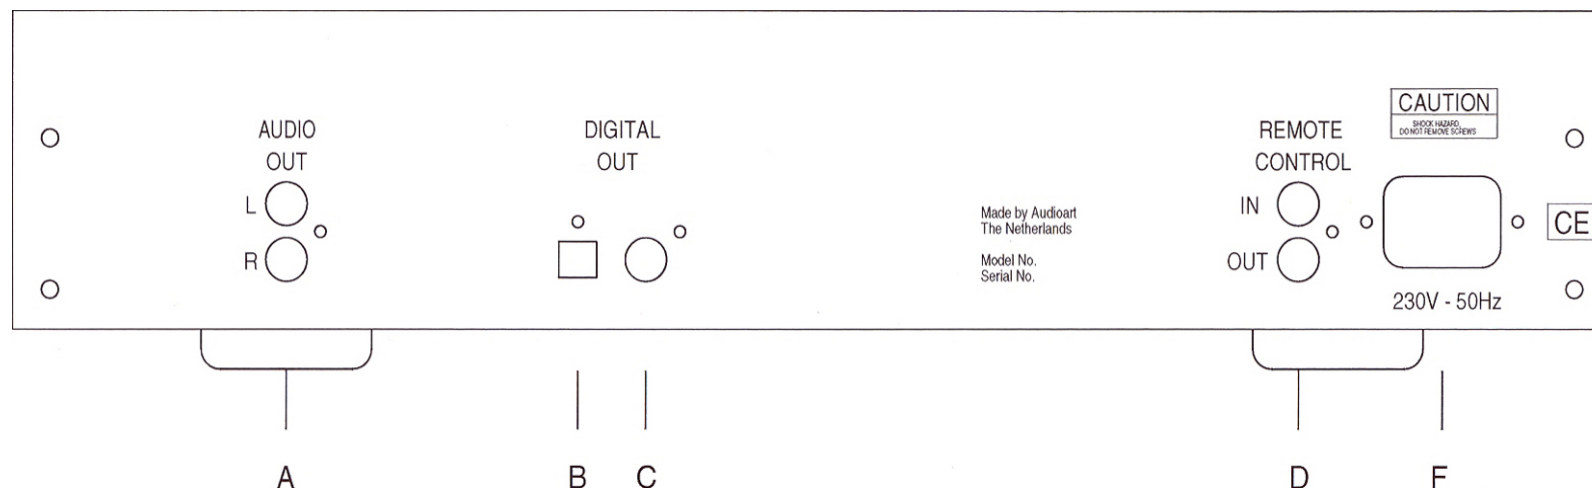 AUDIO
OUT
L
R
DIGITAL
OUT
Made by Audioart
The Netherlands
Model No.
Serial No.
REMOTE
CONTROL
IN
OUT
CAUTION
SHOCK HAZARD,
DO NOT REMOVE SCREWS
230V - 50Hz
CE
A
B
C
D
F